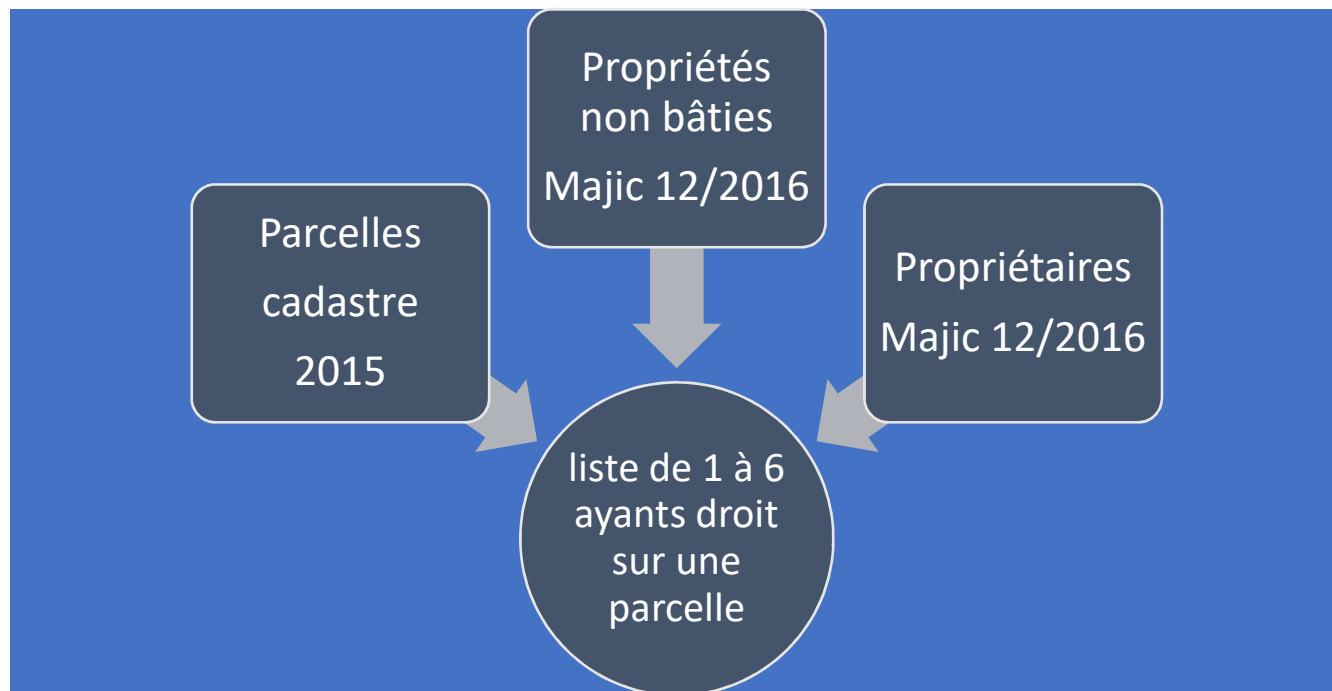 Propriétés
non bâties
Majic 12/2016
Parcelles
cadastre
2015
Propriétaires
Majic 12/2016
liste de 1 à 6
ayants droit
sur une
parcelle